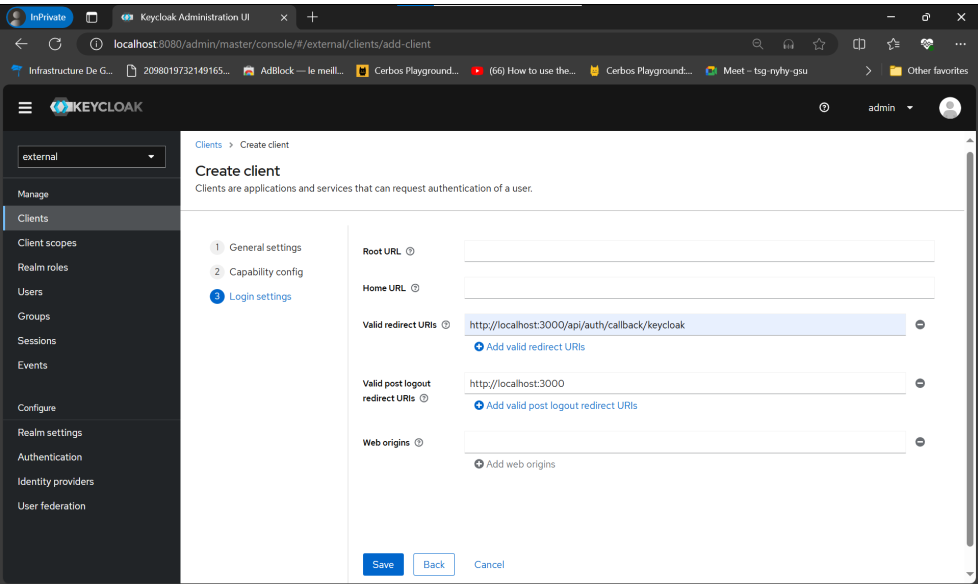 InPrivate
Keycloak Administration UI
localhost:8080/admin/master/console/#/external/clients/add-client
Infrastructure De G...
2098019732149165...
AdBlock — le meill...
Cerbos Playground...
(66) How to use the...
Cerbos Playground:...
Meet – tsg-nyhy-gsu
Other favorites
KEYCLOAK
admin
external
Manage
Clients
Client scopes
Realm roles
Users
Groups
Sessions
Events
Configure
Realm settings
Authentication
Identity providers
User federation
Clients > Create client
Create client
Clients are applications and services that can request authentication of a user.
1 General settings
2 Capability config
3 Login settings
Root URL
Home URL
Valid redirect URIs
http://localhost:3000/api/auth/callback/keycloak
Add valid redirect URIs
Valid post logout
redirect URIs
http://localhost:3000
Add valid post logout redirect URIs
Web origins
Add web origins
Save
Back
Cancel